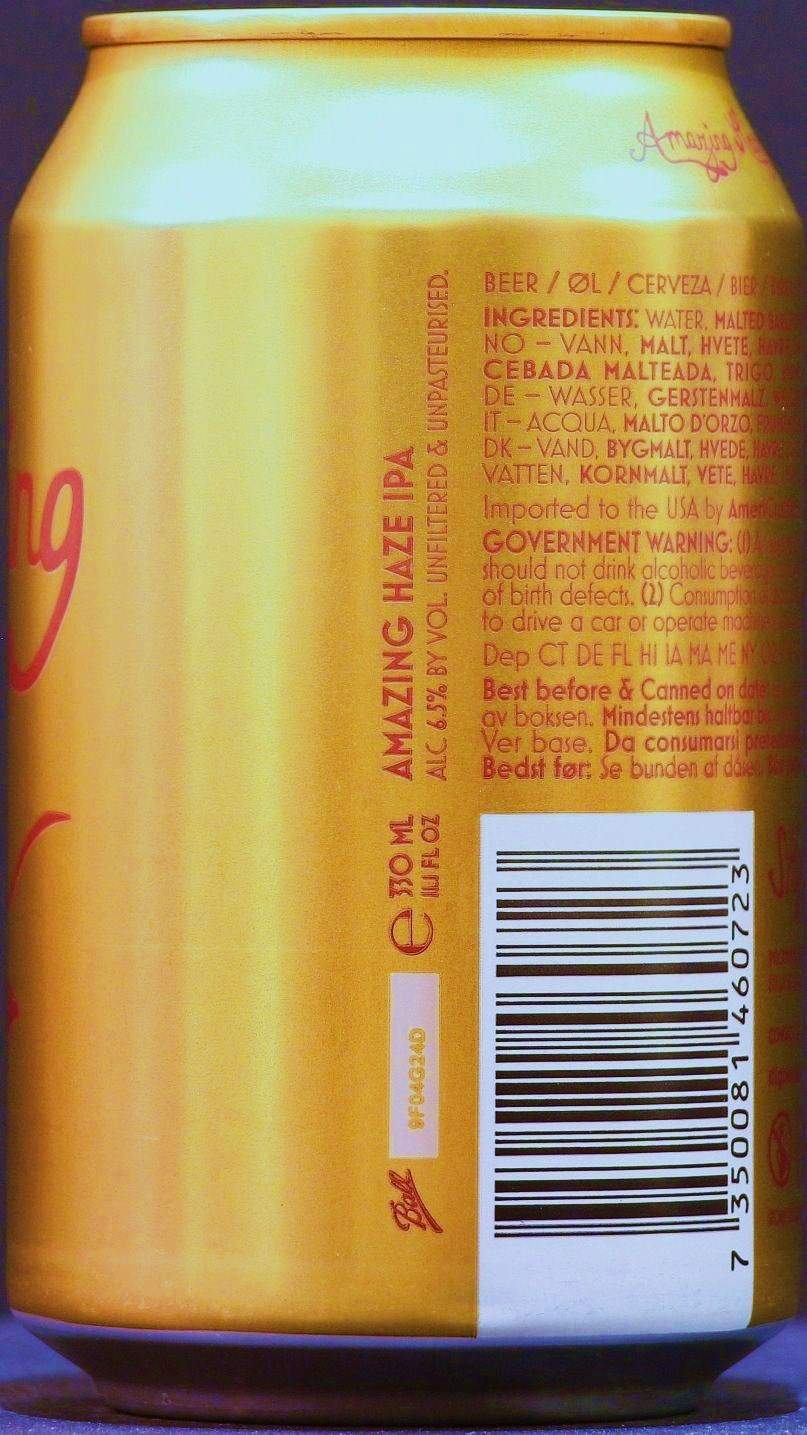 Amazing
ng
BEER / ØL / CERVEZA / BIER /
INGREDIENTS: WATER, MALTED
NO – VANN, MALT, HVETE,
CEBADA MALTEADA, TRIGO,
DE – WASSER, GERSTENMALZ,
IT – ACQUA, MALTO D'ORZO,
DK – VAND, BYGMALT, HVEDE,
VATTEN, KORNMALT, VETE, HAVRE,
Imported to the USA by
GOVERNMENT WARNING: (1)
should not drink alcoholic
of birth defects. (2) Consumption
to drive a car or operate
Dep CT DE FL HI IA MA ME NY
Best before & Canned on date
av boksen. Mindestens haltbar
Ver base. Da consumarsi
Bedst før: Se bunden af dåsen.
AMAZING HAZE IPA
ALC. 6.5% BY VOL. UNFILTERED & UNPASTEURISED.
e 330 ML
11.1 FL OZ
9F04G24D
Ball
7 350081 460723